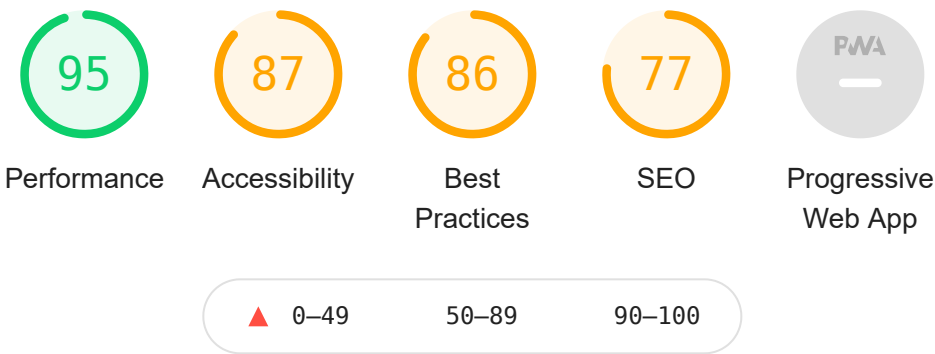 95 87 86 77 PWA
Performance Accessibility Best Practices SEO Progressive Web App
0–49 50–89 90–100